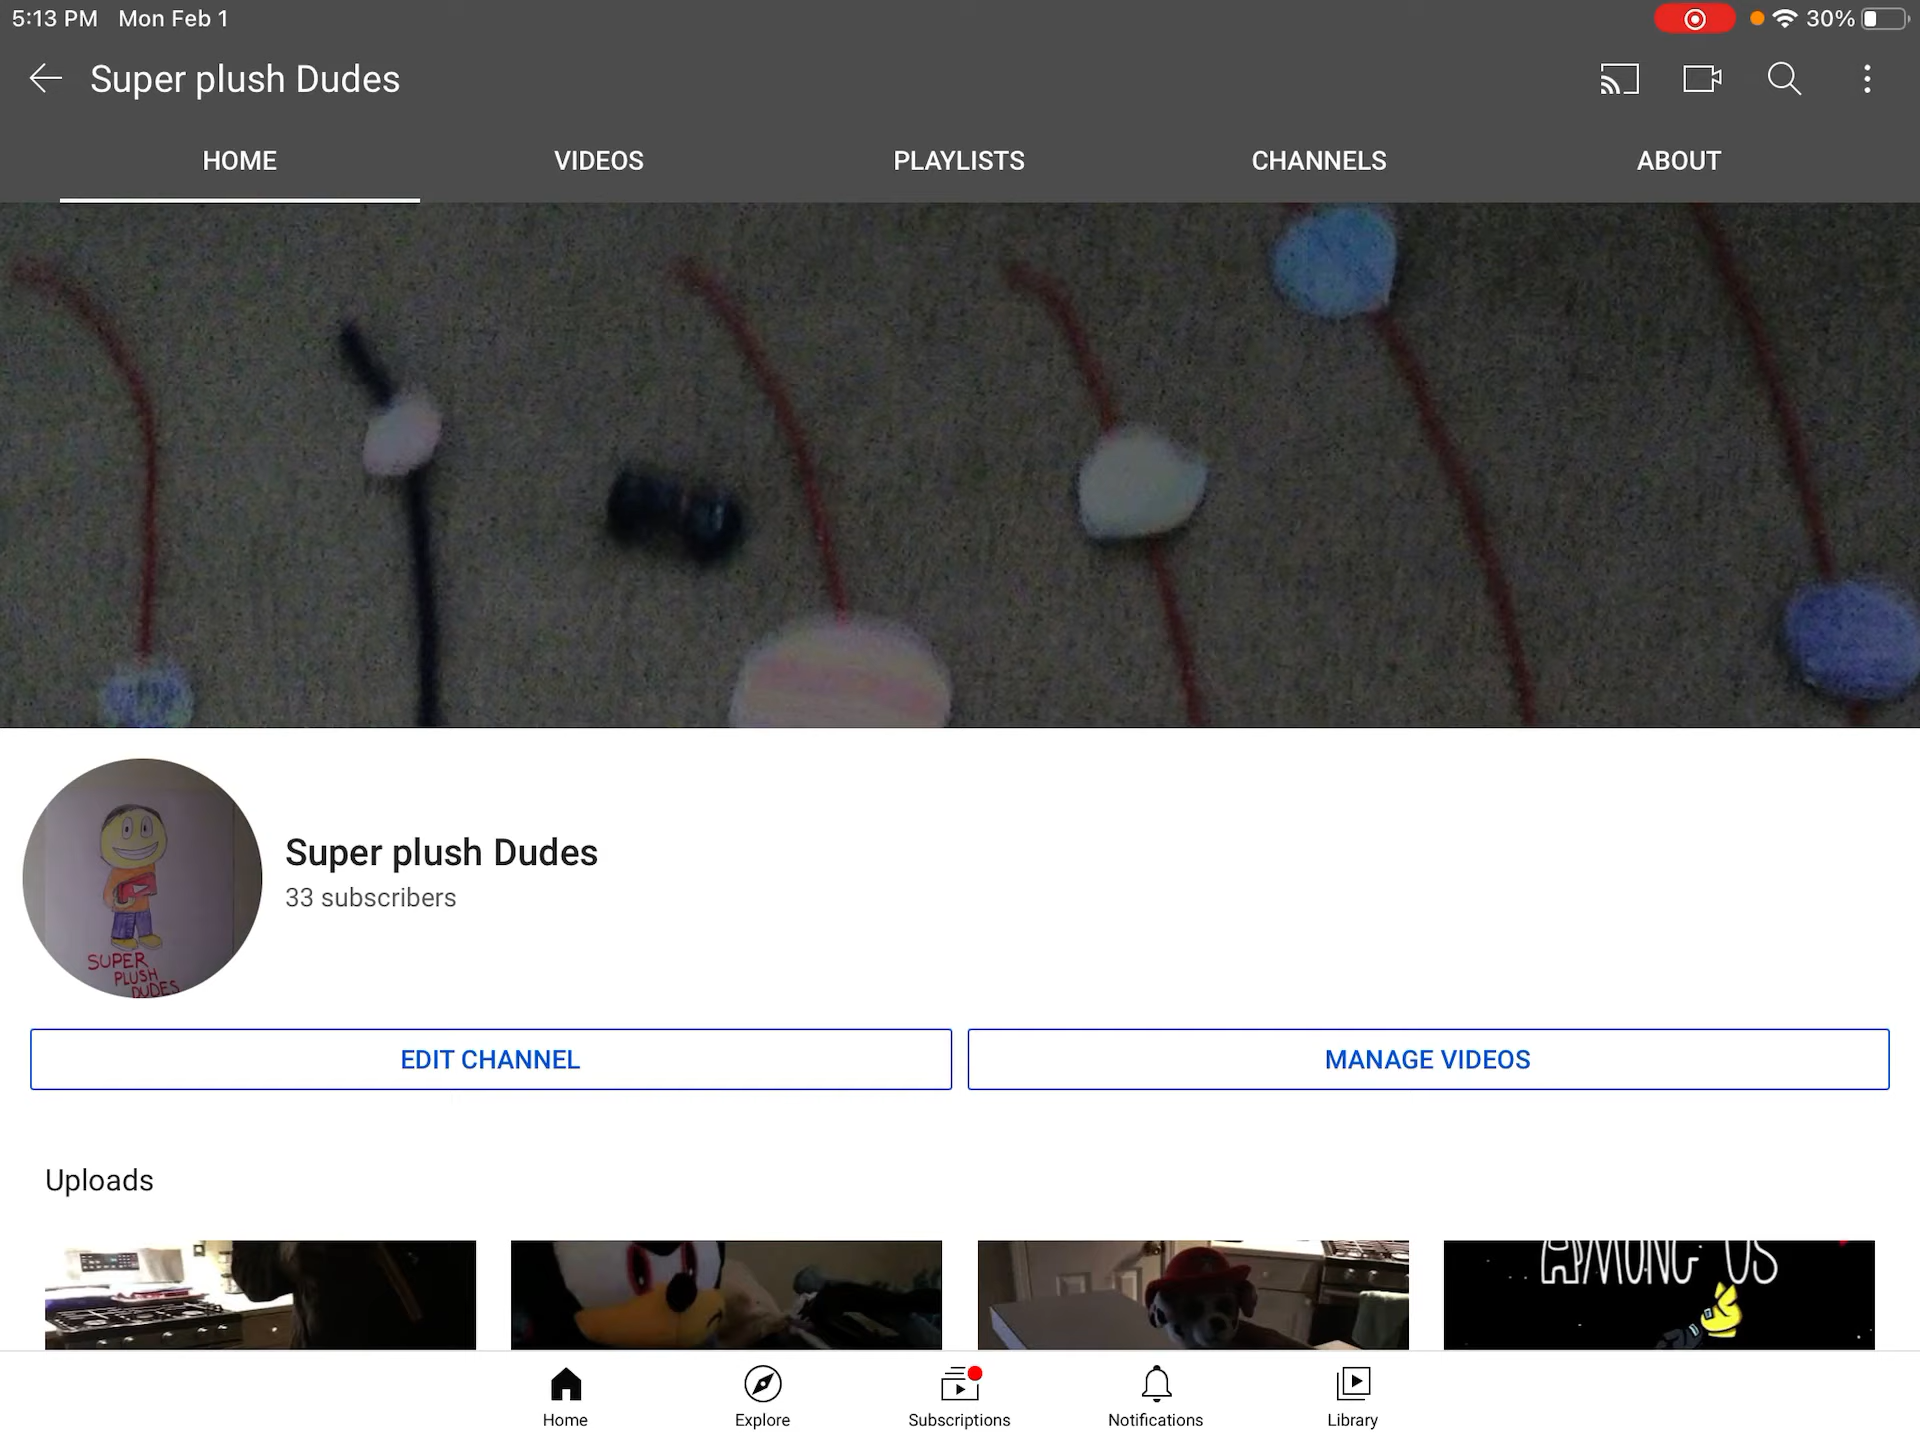 5:13 PM Mon Feb 1
30%
Super plush Dudes
HOME VIDEOS PLAYLISTS CHANNELS ABOUT
Super plush Dudes
33 subscribers
SUPER
PLUSH
DUDES
EDIT CHANNEL MANAGE VIDEOS
Uploads
AMONG US
Home Explore Subscriptions Notifications Library